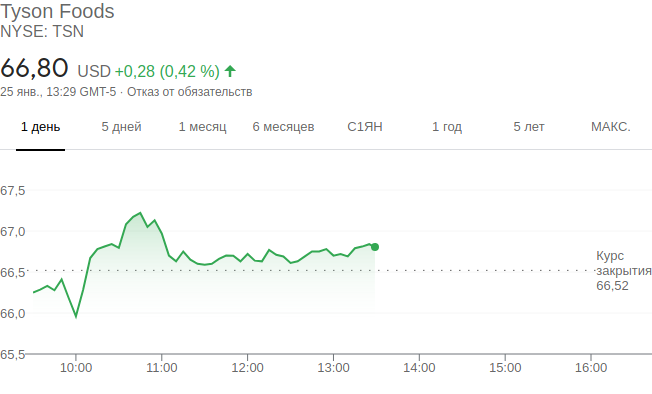 Tyson Foods
NYSE: TSN
66,80 USD +0,28 (0,42 %)
25 янв., 13:29 GMT-5 · Отказ от обязательств
1 день 5 дней 1 месяц 6 месяцев С1ЯН 1 год 5 лет МАКС.
67,5
67,0
66,5
66,0
65,5
Курс
закрытия
66,52
10:00 11:00 12:00 13:00 14:00 15:00 16:00